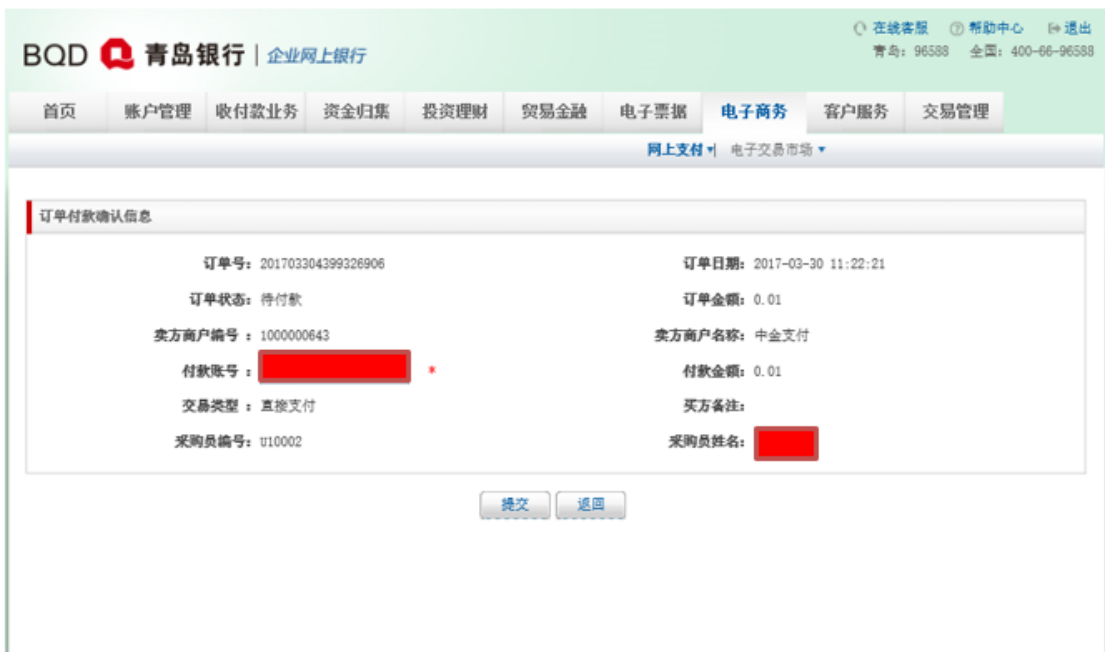 在线客服 帮助中心 退出
BQD 青岛银行 | 企业网上银行
青岛：96588 全国：400-66-96588
首页 账户管理 收付款业务 资金归集 投资理财 贸易金融 电子票据 电子商务 客户服务 交易管理
网上支付 电子交易市场
订单付款确认信息
订单号：201703304399326906 订单日期：2017-03-30 11:22:21
订单状态：待付款 订单金额：0.01
卖方商户编号：1000000643 卖方商户名称：中金支付
付款账号： * 付款金额：0.01
交易类型：直接支付 买方备注：
采购员编号：U10002 采购员姓名：
提交 返回